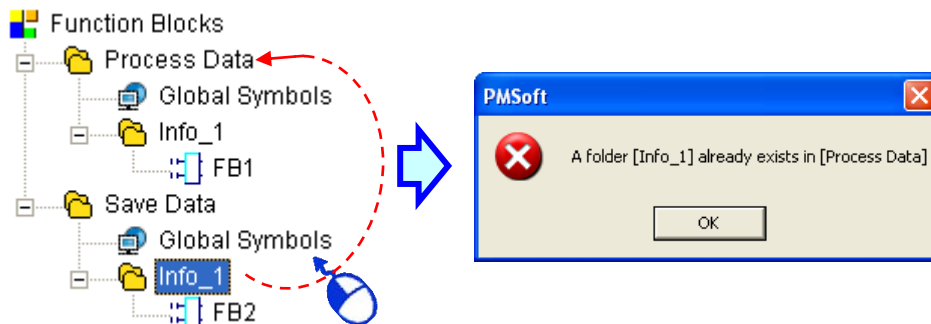 Function Blocks
Process Data
Global Symbols
Info_1
FB1
Save Data
Global Symbols
Info_1
FB2
PMSoft
A folder [Info_1] already exists in [Process Data]
OK